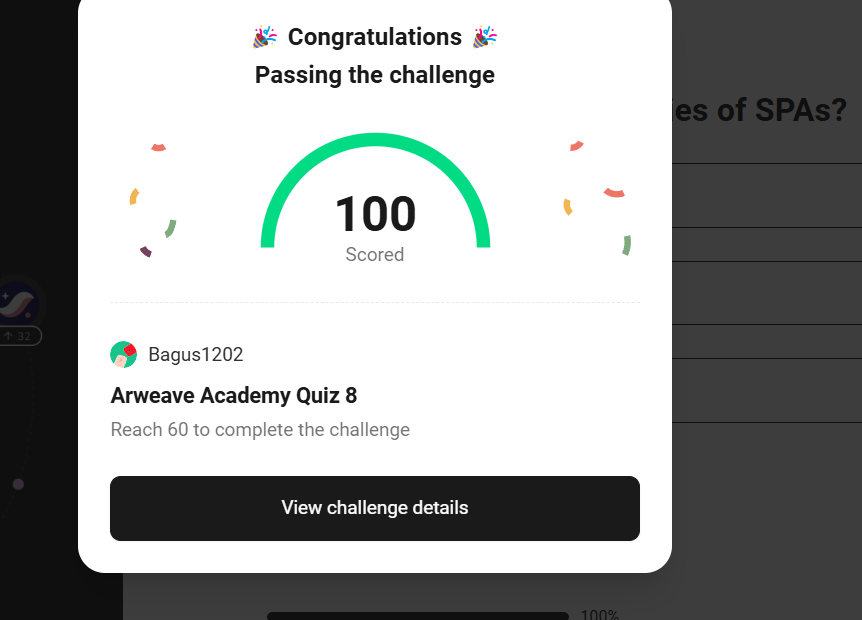 🎉 Congratulations 🎉
Passing the challenge
ies of SPAs?
100
Scored
32
Bagus1202
Arweave Academy Quiz 8
Reach 60 to complete the challenge
View challenge details
100%